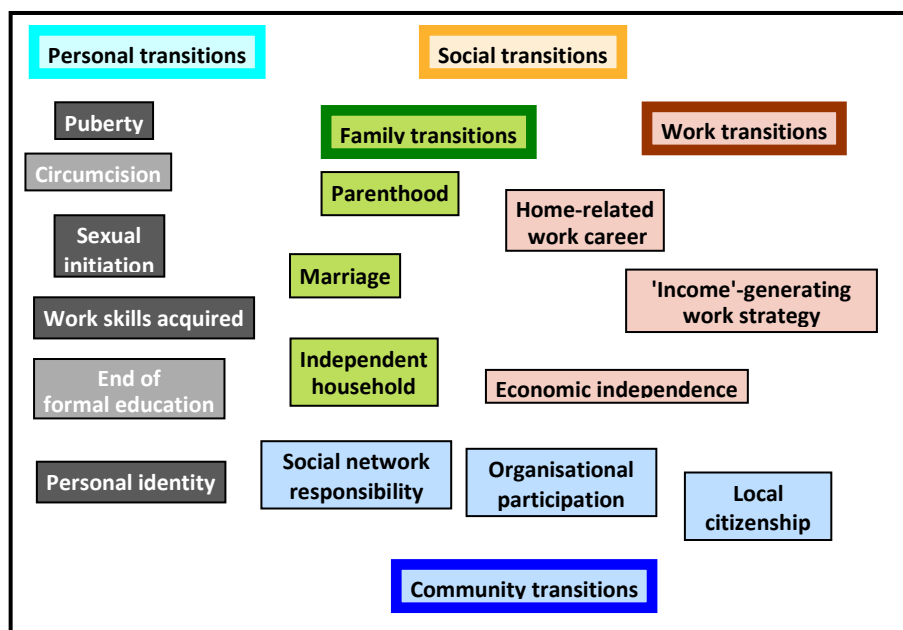 Personal transitions
Social transitions
Puberty
Family transitions
Work transitions
Circumcision
Parenthood
Home-related
work career
Sexual
initiation
Marriage
'Income'-generating
work strategy
Work skills acquired
Independent
household
End of
formal education
Economic independence
Personal identity
Social network
responsibility
Organisational
participation
Local
citizenship
Community transitions